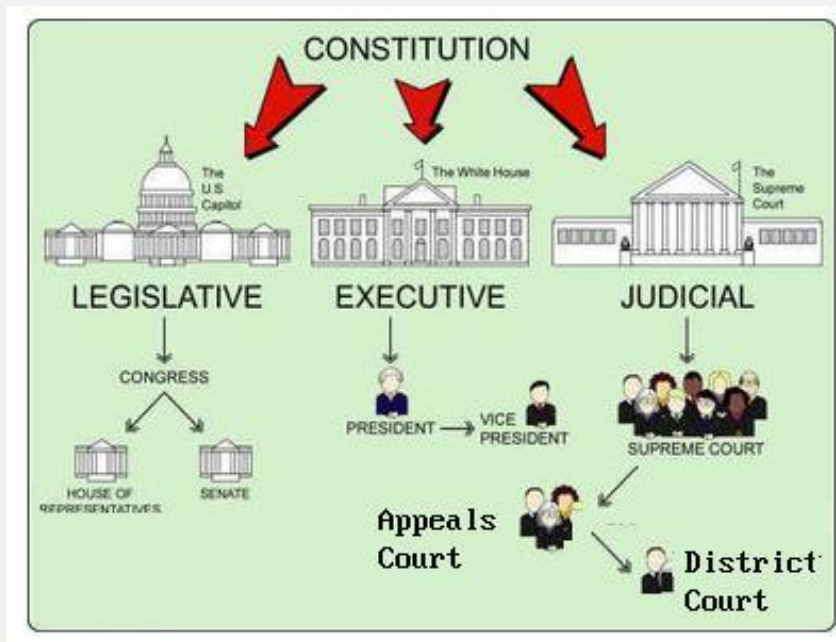 CONSTITUTION
The
U.S.
Capitol
The White House
The
Supreme
Court
LEGISLATIVE
EXECUTIVE
JUDICIAL
CONGRESS
PRESIDENT
VICE
PRESIDENT
SUPREME COURT
HOUSE OF
REPRESENTATIVES
SENATE
Appeals
Court
District
Court